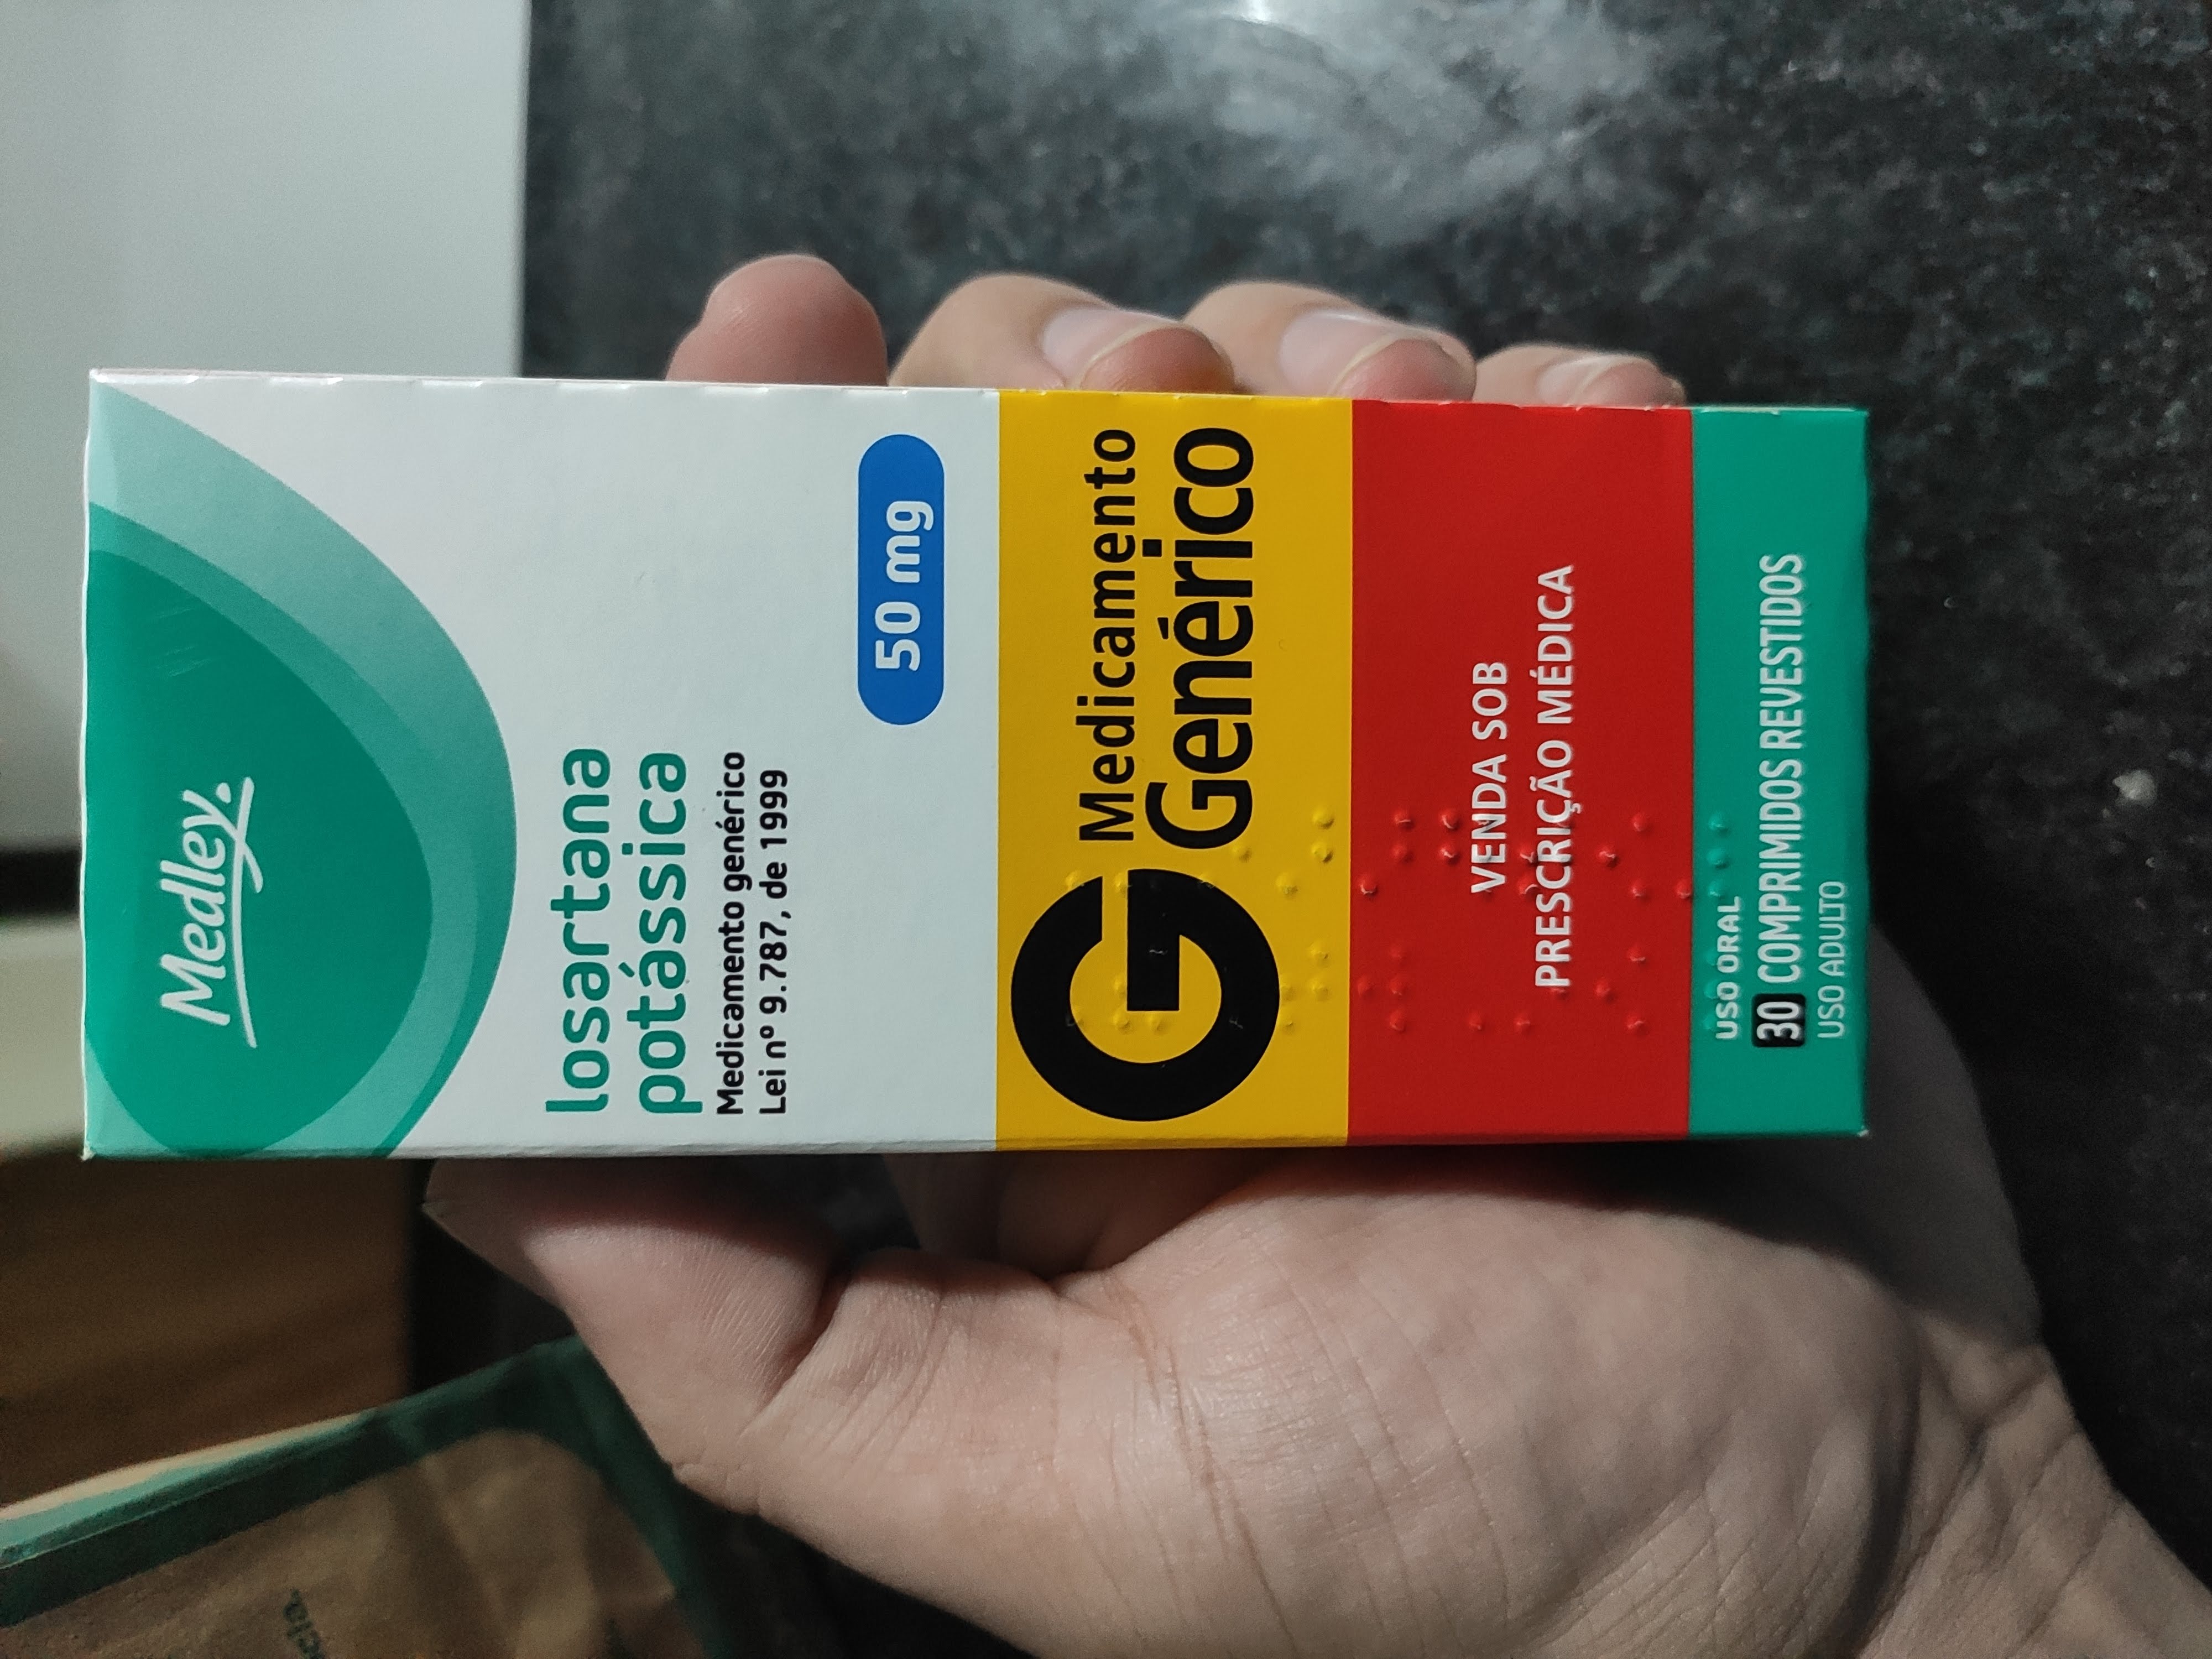 Medley.
losartana
potássica
Medicamento genérico
Lei nº 9.787, de 1999
50 mg
G Medicamento
Genérico
VENDA SOB
PRESCRIÇÃO MÉDICA
USO ORAL
30 COMPRIMIDOS REVESTIDOS
USO ADULTO